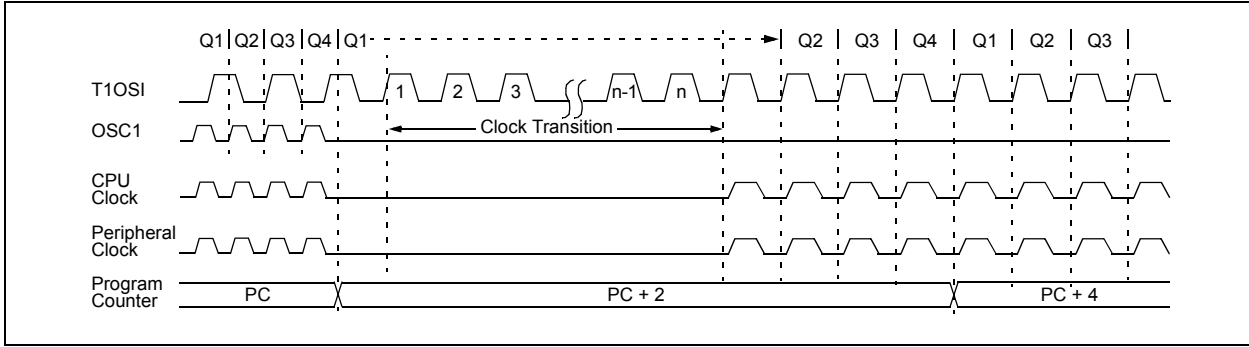 Q1 Q2 Q3 Q4 Q1 Q2 Q3 Q4 Q1 Q2 Q3
T1OSI 1 2 3 n-1 n
OSC1 Clock Transition
CPU
Clock
Peripheral
Clock
Program
Counter PC PC + 2 PC + 4